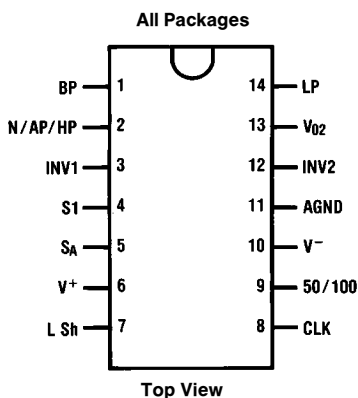 All Packages
BP 1 14 LP
N/AP/HP 2 13 V02
INV1 3 12 INV2
S1 4 11 AGND
SA 5 10 V−
V+ 6 9 50/100
L Sh 7 8 CLK
Top View